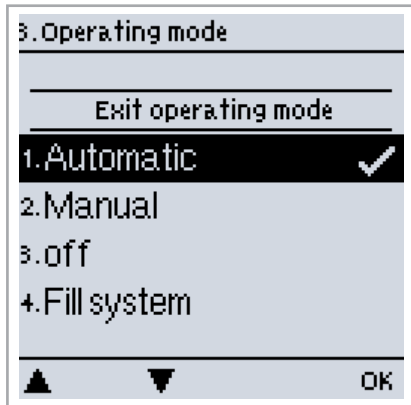 3.Operating mode
Exit operating mode
1.Automatic
2.Manual
3.off
4.Fill system
OK